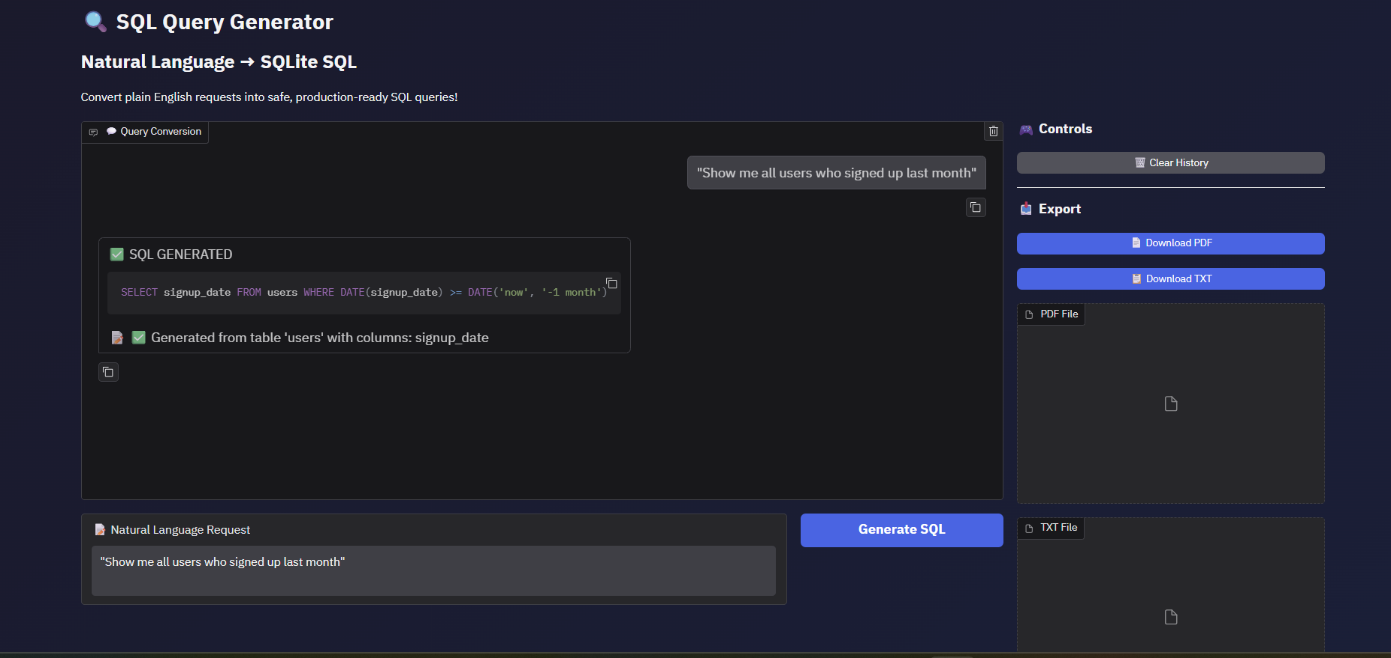 🔍 SQL Query Generator
Natural Language → SQLite SQL
Convert plain English requests into safe, production-ready SQL queries!
💬 Query Conversion
"Show me all users who signed up last month"
✅ SQL GENERATED
SELECT signup_date FROM users WHERE DATE(signup_date) >= DATE('now', '-1 month')
📝 ✅ Generated from table 'users' with columns: signup_date
📝 Natural Language Request
"Show me all users who signed up last month"
Generate SQL
🎮 Controls
🗑️ Clear History
📥 Export
📄 Download PDF
📋 Download TXT
PDF File
TXT File